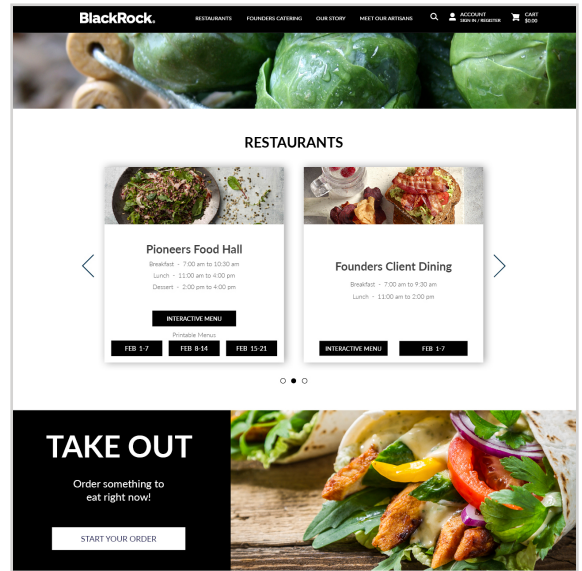 BlackRock.
RESTAURANTS
FOUNDERS CATERING
OUR STORY
MEET OUR ARTISANS
ACCOUNT
SIGN IN / REGISTER
CART
$0.00
RESTAURANTS
Pioneers Food Hall
Breakfast - 7:00 am to 10:30 am
Lunch - 11:00 am to 4:00 pm
Dessert - 2:00 pm to 4:00 pm
INTERACTIVE MENU
Printable Menus
FEB 1-7
FEB 8-14
FEB 15-21
Founders Client Dining
Breakfast - 7:00 am to 9:30 am
Lunch - 11:00 am to 2:00 pm
INTERACTIVE MENU
FEB 1-7
TAKE OUT
Order something to
eat right now!
START YOUR ORDER